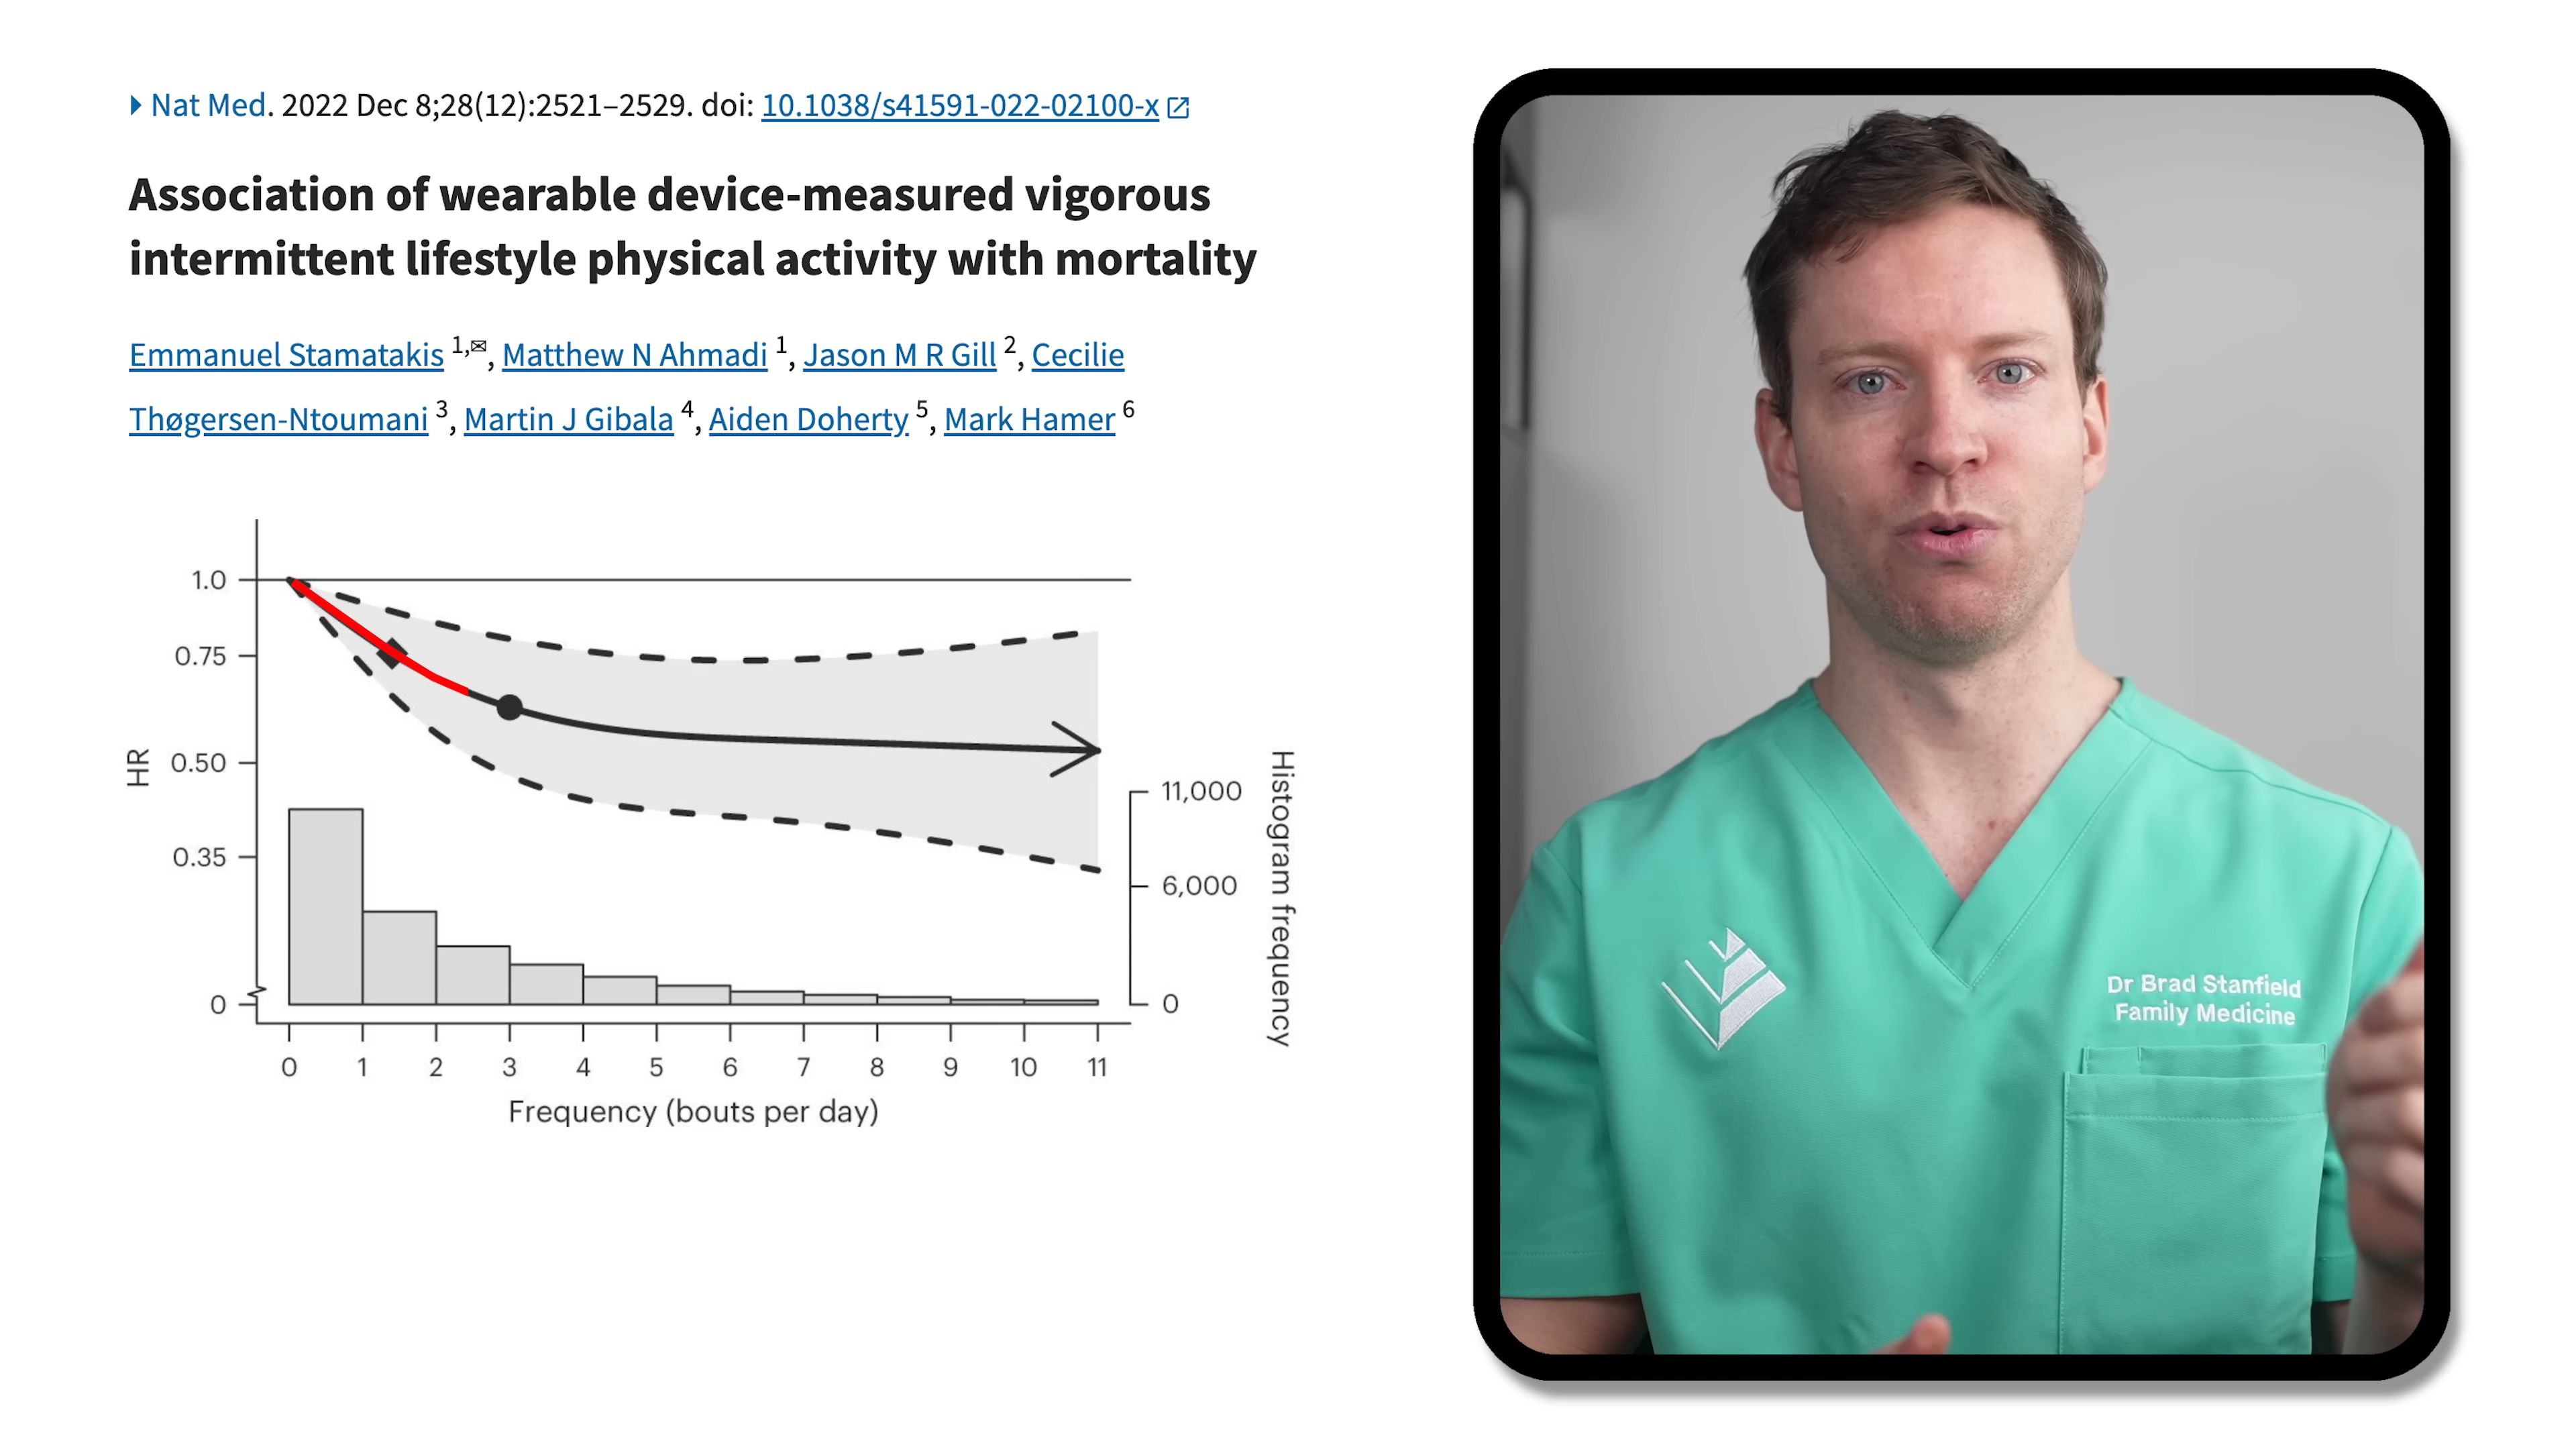 Nat Med. 2022 Dec 8;28(12):2521–2529. doi: 10.1038/s41591-022-02100-x
Association of wearable device-measured vigorous
intermittent lifestyle physical activity with mortality
Emmanuel Stamatakis 1,✉, Matthew N Ahmadi 1, Jason M R Gill 2, Cecilie
Thøgersen-Ntoumani 3, Martin J Gibala 4, Aiden Doherty 5, Mark Hamer 6
HR
1.0
0.75
0.50
0.35
0
11,000
6,000
0
Histogram frequency
0 1 2 3 4 5 6 7 8 9 10 11
Frequency (bouts per day)
Dr Brad Stanfield
Family Medicine